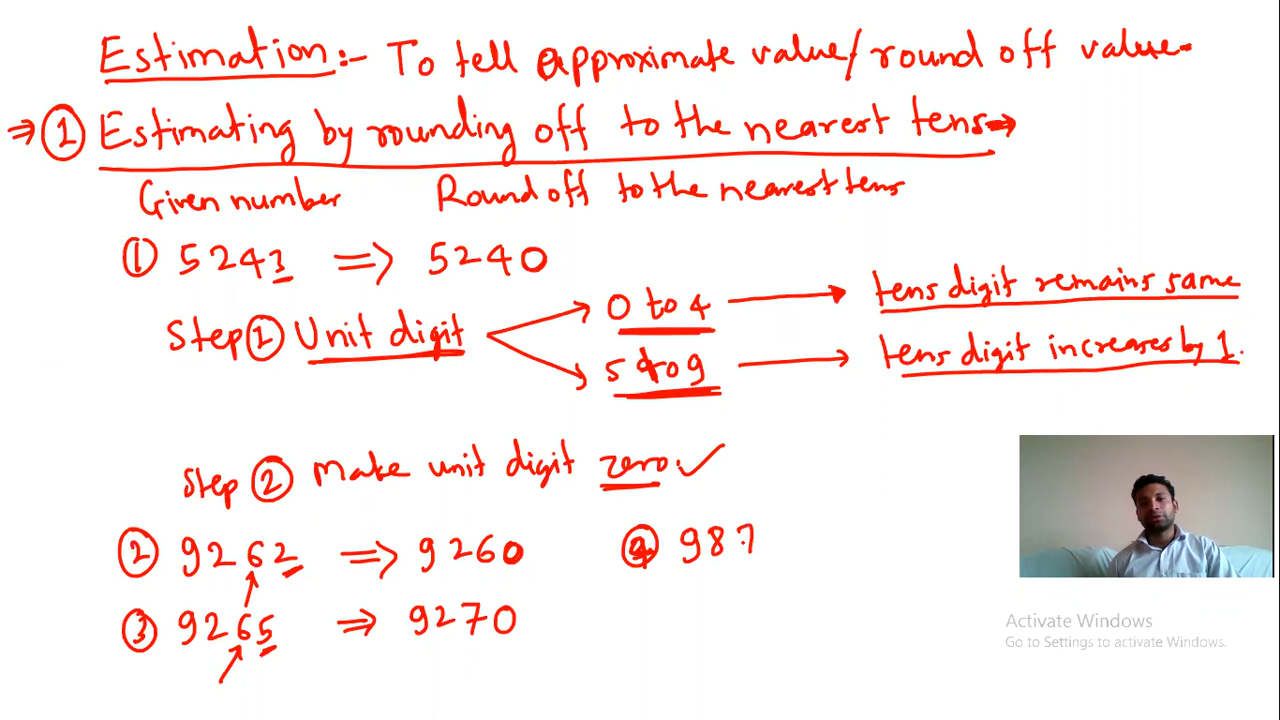 Estimation:- To tell approximate value/round off value.
⇒ ① Estimating by rounding off to the nearest tens→
Given number Round off to the nearest tens
① 5243 ⇒ 5240
Step ① Unit digit → 0 to 4 → tens digit remains same
→ 5 to 9 → tens digit increases by 1.
Step ② Make unit digit zero. ✓
② 9262 ⇒ 9260 ④ 987
③ 9265 ⇒ 9270
Activate Windows
Go to Settings to activate Windows.